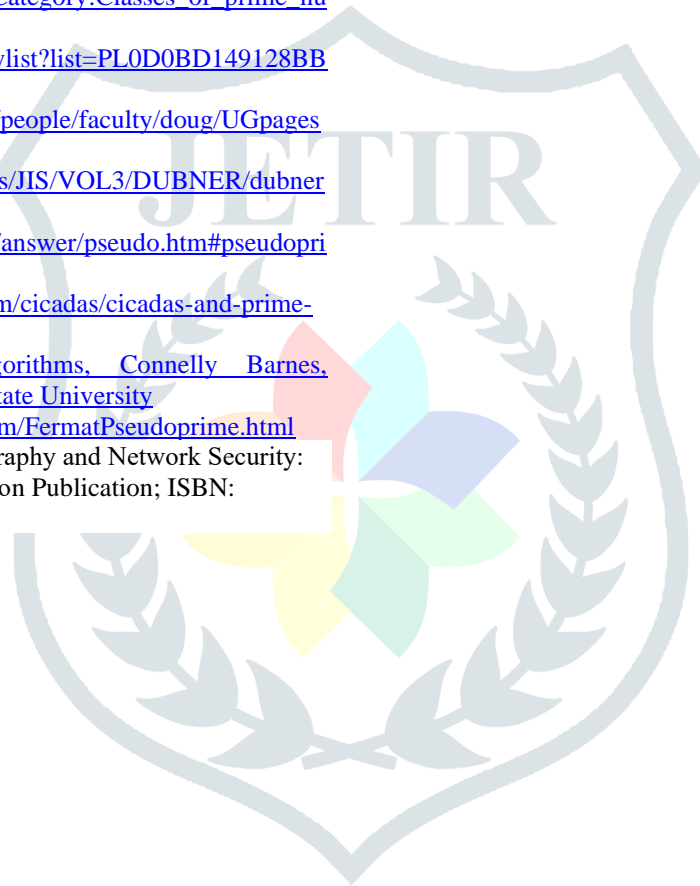 Category:Classes_of_prime_nu
ylist?list=PL0D0BD149128BB
/people/faculty/doug/UGpages
s/JIS/VOL3/DUBNER/dubner
JETIR
/answer/pseudo.htm#pseudopri
m/cicadas/cicadas-and-prime-
gorithms, Connelly Barnes,
tate University
m/FermatPseudoprime.html
raphy and Network Security:
on Publication; ISBN: